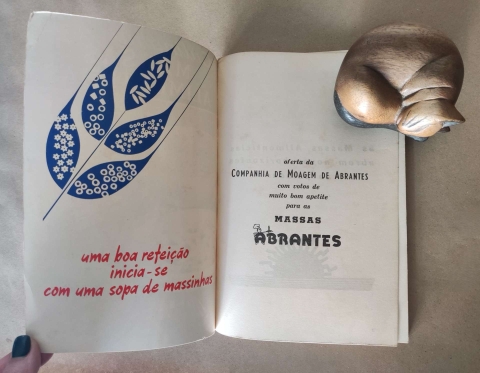 uma boa refeição
inicia-se
com uma sopa de massinhas
oferta da
COMPANHIA DE MOAGEM DE ABRANTES
com votos de
muito bom apetite
para as
MASSAS
ABRANTES